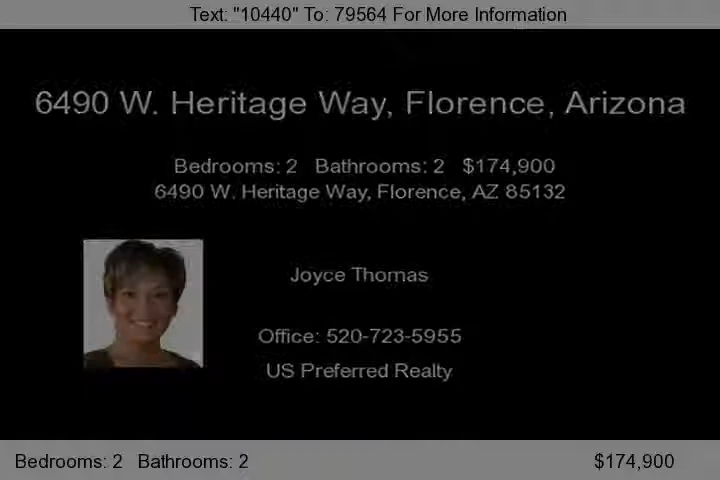 Text: "10440" To: 79564 For More Information
6490 W. Heritage Way, Florence, Arizona
Bedrooms: 2 Bathrooms: 2 $174,900
6490 W. Heritage Way, Florence, AZ 85132
Joyce Thomas
Office: 520-723-5955
US Preferred Realty
Bedrooms: 2 Bathrooms: 2 $174,900